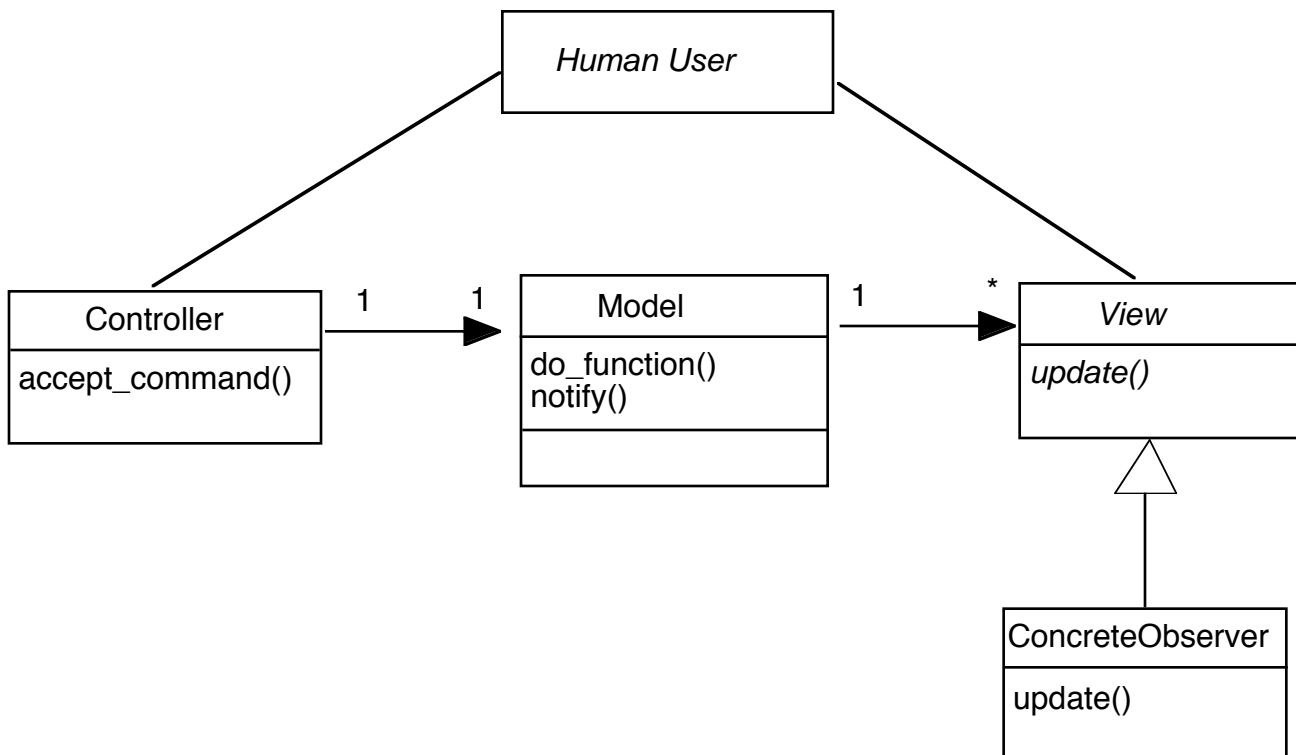 Human User
1
1
1
*
Controller
Model
View
accept_command()
do_function()
notify()
update()
ConcreteObserver
update()